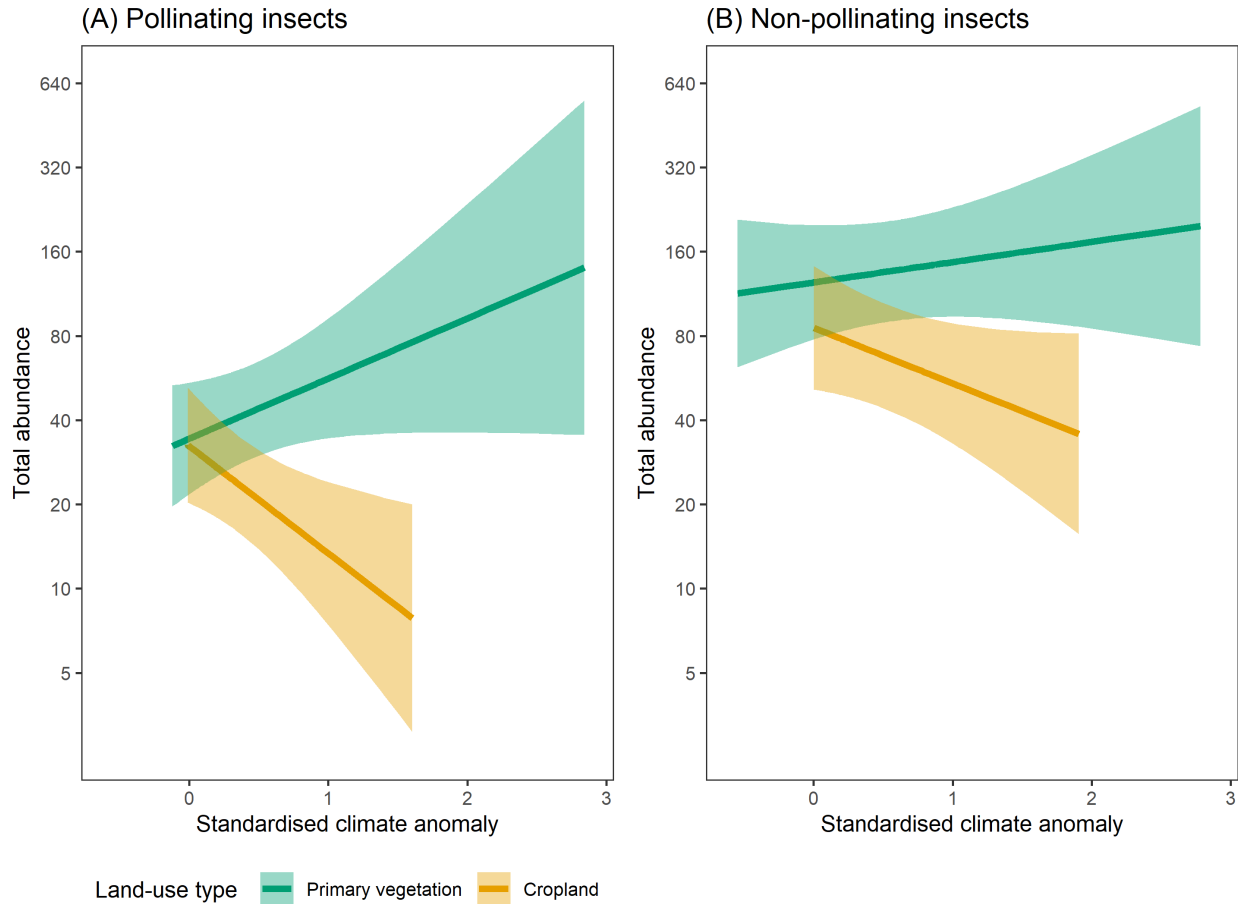 (A) Pollinating insects
Total abundance
640
320
160
80
40
20
10
5
0 1 2 3
Standardised climate anomaly
(B) Non-pollinating insects
Total abundance
640
320
160
80
40
20
10
5
0 1 2 3
Standardised climate anomaly
Land-use type Primary vegetation Cropland